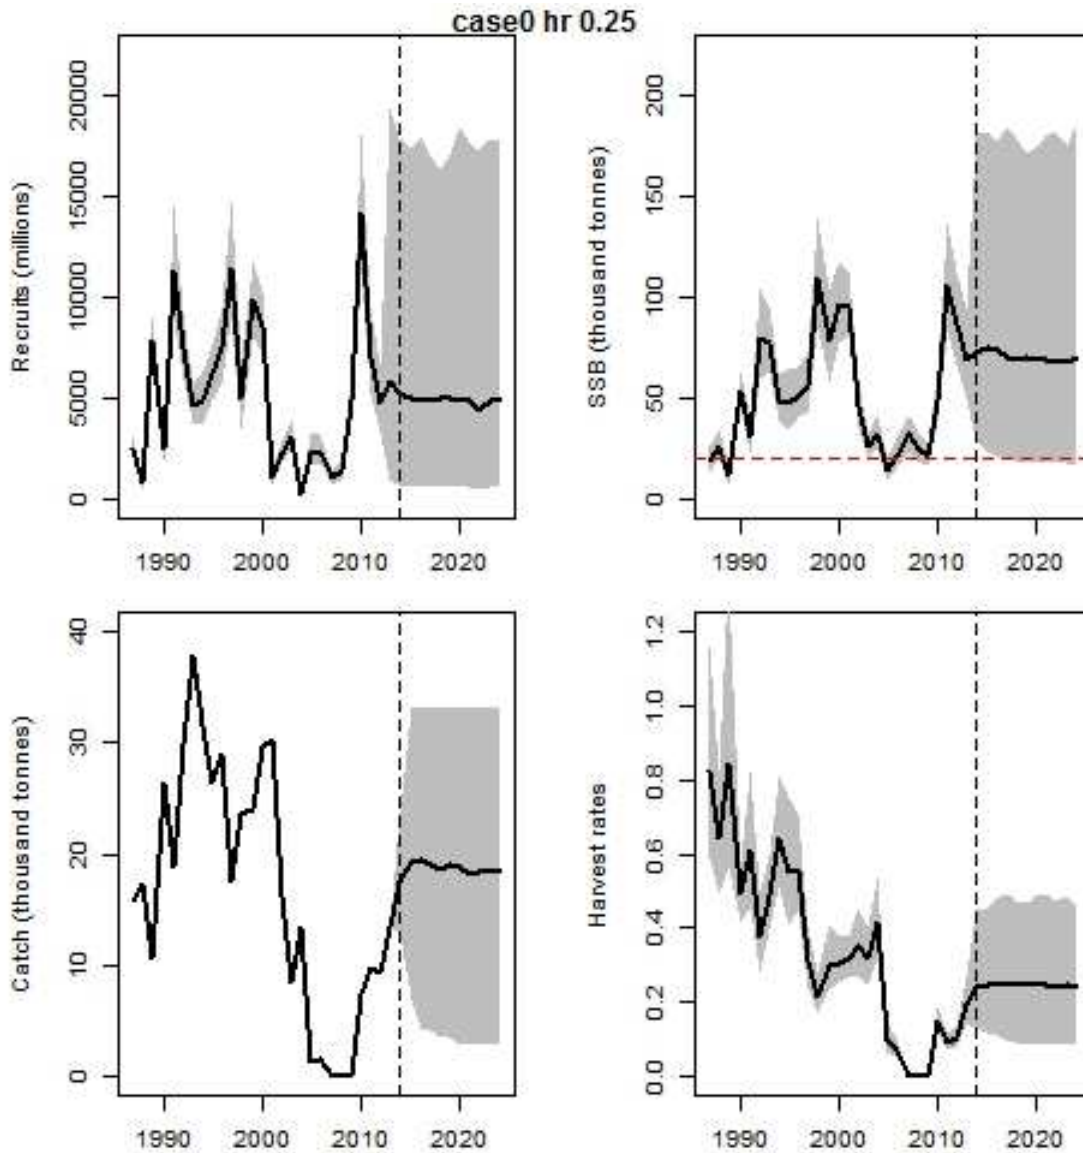 case0 hr 0.25
Recruits (millions)
20000
15000
10000
5000
0
1990 2000 2010 2020
SSB (thousand tonnes)
200
150
100
50
0
1990 2000 2010 2020
Catch (thousand tonnes)
40
30
20
10
0
1990 2000 2010 2020
Harvest rates
1.2
1.0
0.8
0.6
0.4
0.2
0.0
1990 2000 2010 2020